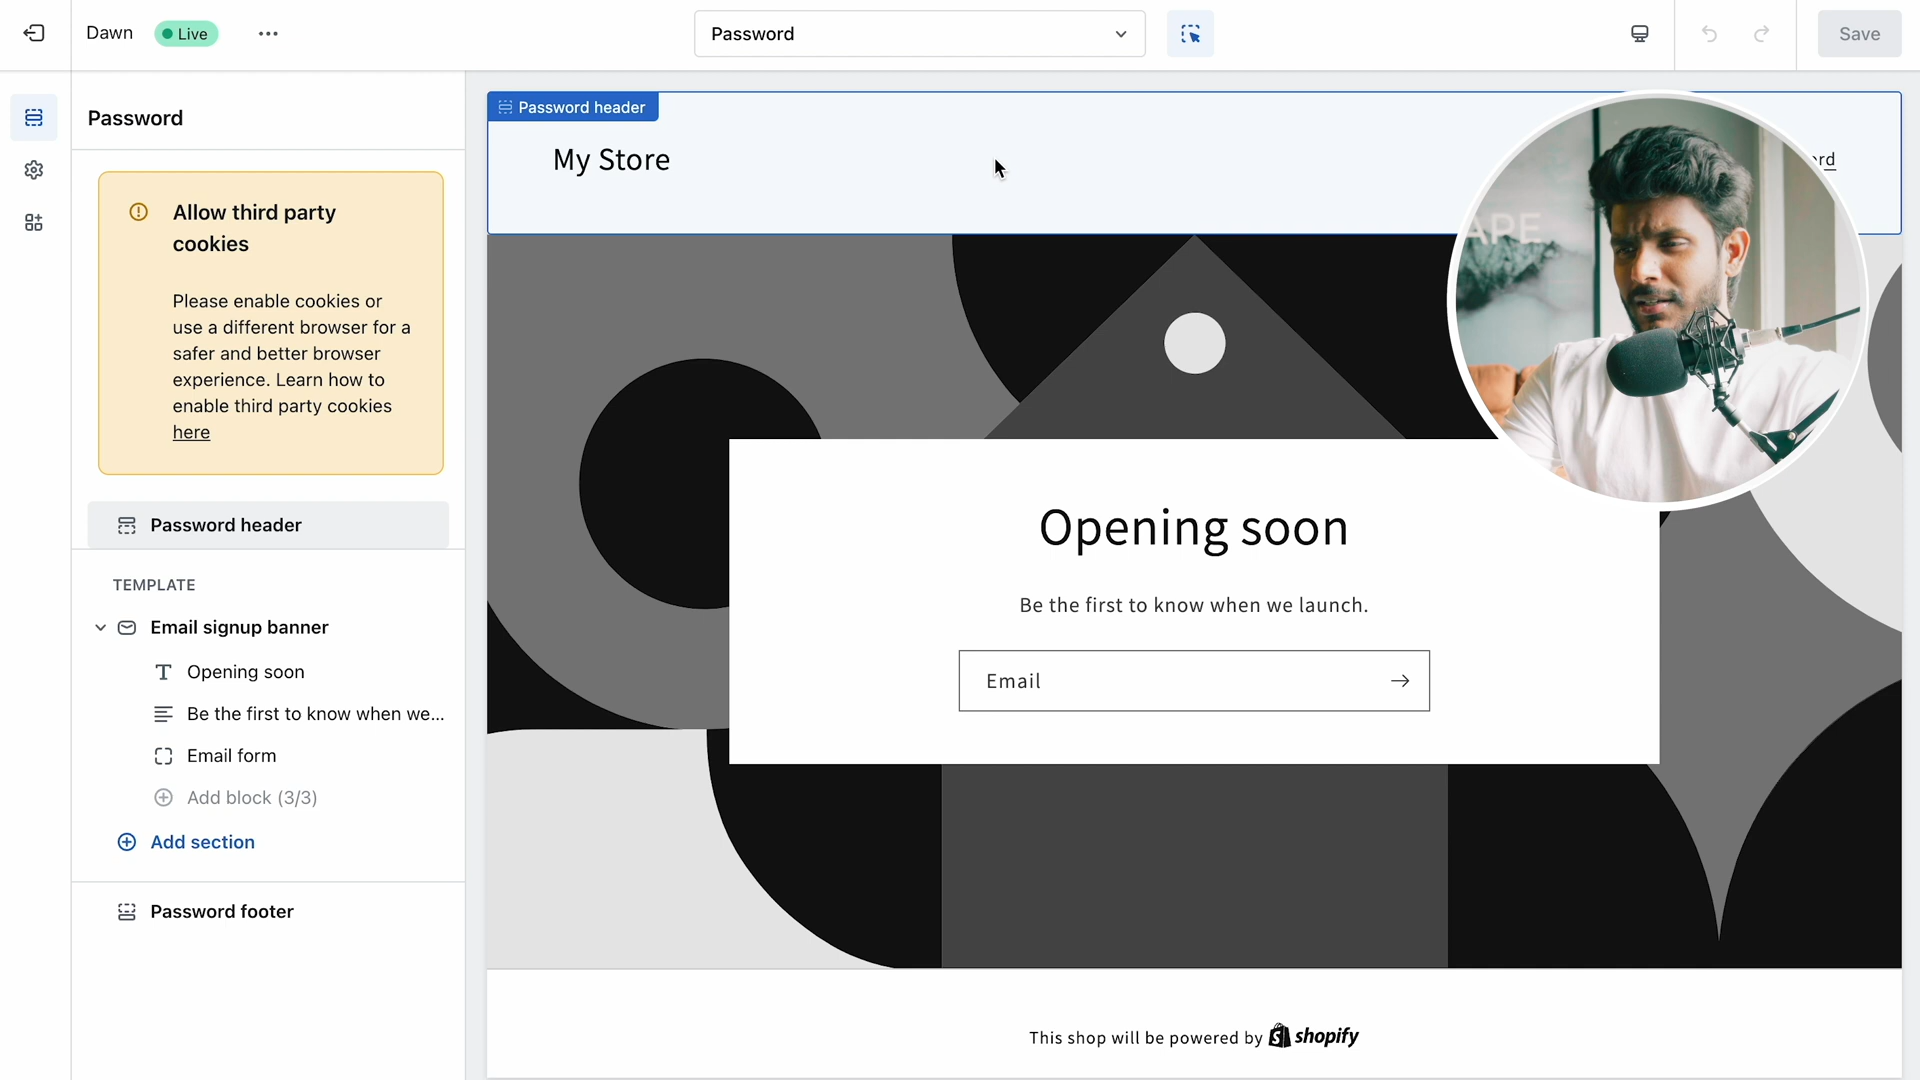 Dawn
Live
Password
Save
Password
Allow third party
cookies
Please enable cookies or
use a different browser for a
safer and better browser
experience. Learn how to
enable third party cookies
here
Password header
TEMPLATE
Email signup banner
Opening soon
Be the first to know when we...
Email form
Add block (3/3)
Add section
Password footer
Password header
My Store
Opening soon
Be the first to know when we launch.
Email
This shop will be powered by shopify